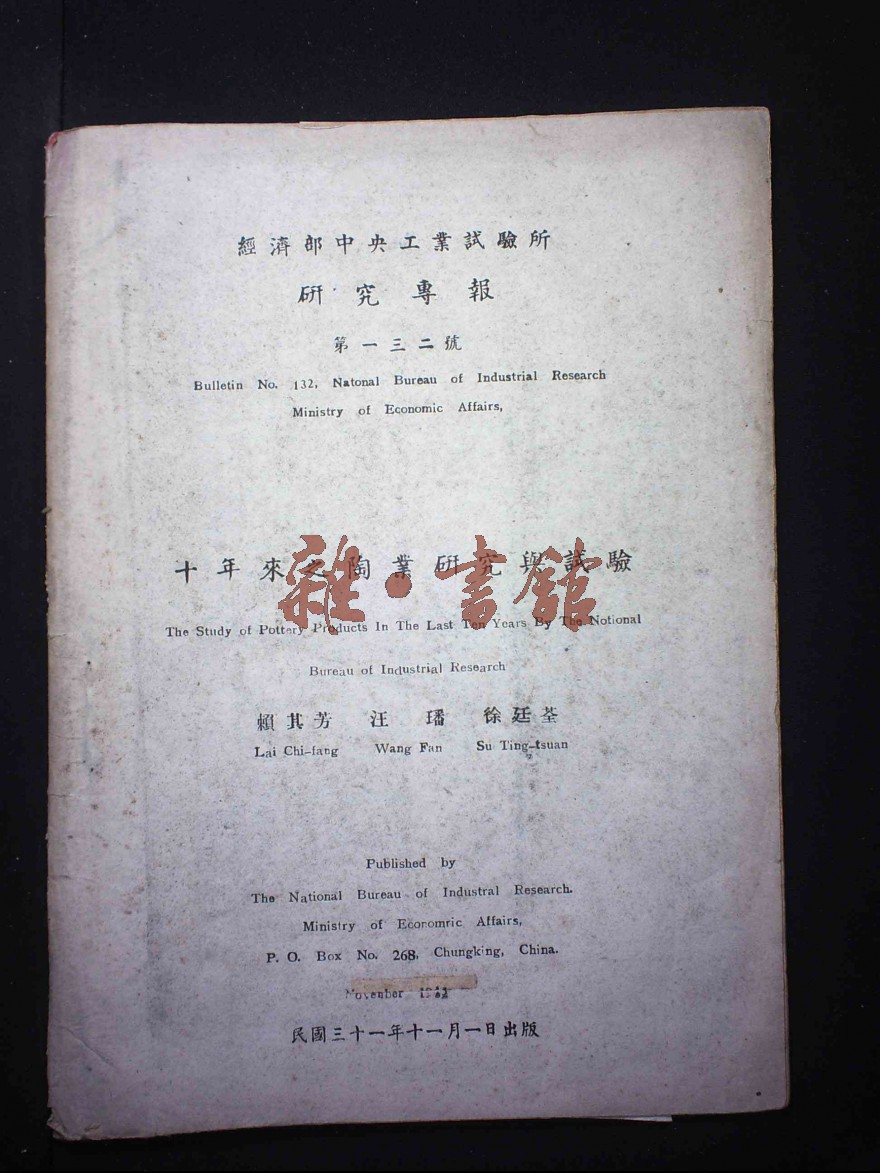 經濟部中央工業試驗所
研究專報
第一三二號
Bulletin No. 132, Natonal Bureau of Industrial Research
Ministry of Economic Affairs,
十年來之陶業研究與試驗
雜·書館
The Study of Pottery Products In The Last Ten Years By The Notional
Bureau of Industrial Research
賴其芳 汪璠 徐廷荃
Lai Chi-fang Wang Fan Su Ting-tsuan
Published by
The National Bureau of Industral Research.
Ministry of Econornric Affairs,
P. O. Box No. 268, Chungking, China.
November
民國三十一年十一月一日出版